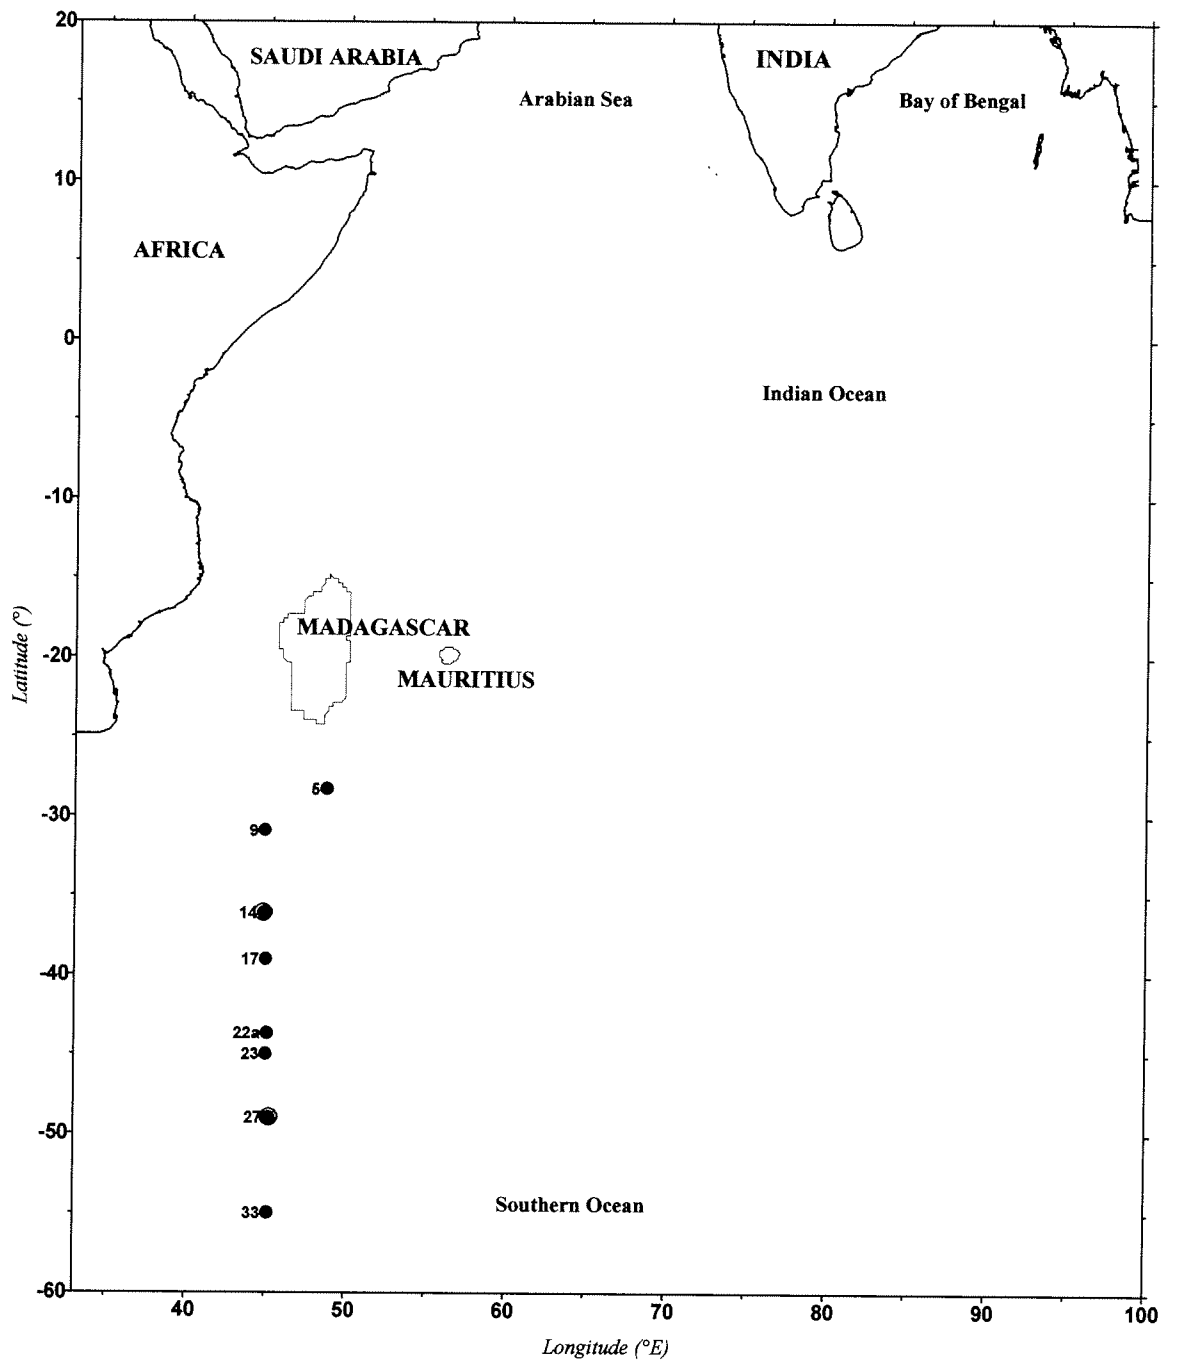 20
SAUDI ARABIA
INDIA
Arabian Sea
Bay of Bengal
10
AFRICA
0
Indian Ocean
-10
MADAGASCAR
-20
MAURITIUS
Latitude (°)
5
-30
9
14
17
-40
22a
23
27
-50
Southern Ocean
33
-60
40 50 60 70 80 90 100
Longitude (°E)